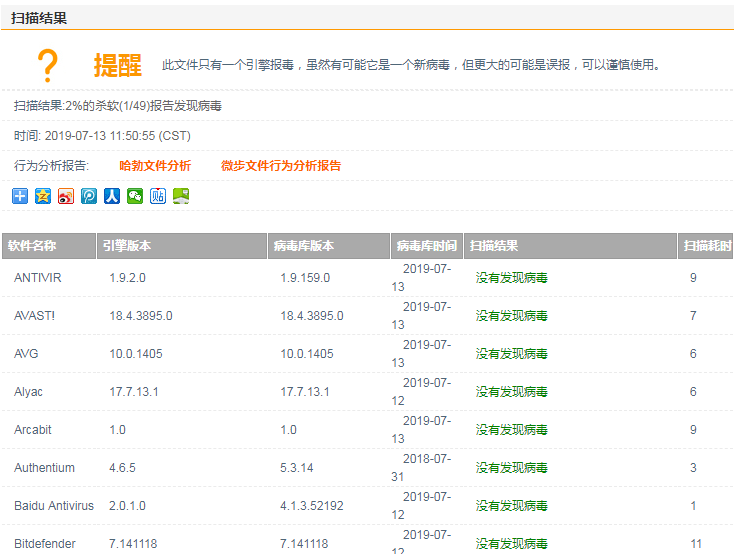 扫描结果
? 提醒 此文件只有一个引擎报毒，虽然有可能它是一个新病毒，但更大的可能是误报，可以谨慎使用。
扫描结果:2%的杀软(1/49)报告发现病毒
时间: 2019-07-13 11:50:55 (CST)
行为分析报告: 哈勃文件分析 微步文件行为分析报告
贴
软件名称 引擎版本 病毒库版本 病毒库时间 扫描结果 扫描耗时
ANTIVIR 1.9.2.0 1.9.159.0 2019-07-13 没有发现病毒 9
AVAST! 18.4.3895.0 18.4.3895.0 2019-07-13 没有发现病毒 7
AVG 10.0.1405 10.0.1405 2019-07-13 没有发现病毒 6
Alyac 17.7.13.1 17.7.13.1 2019-07-12 没有发现病毒 6
Arcabit 1.0 1.0 2019-07-13 没有发现病毒 9
Authentium 4.6.5 5.3.14 2018-07-31 没有发现病毒 3
Baidu Antivirus 2.0.1.0 4.1.3.52192 2019-07-12 没有发现病毒 1
Bitdefender 7.141118 7.141118 2019-07-12 没有发现病毒 11